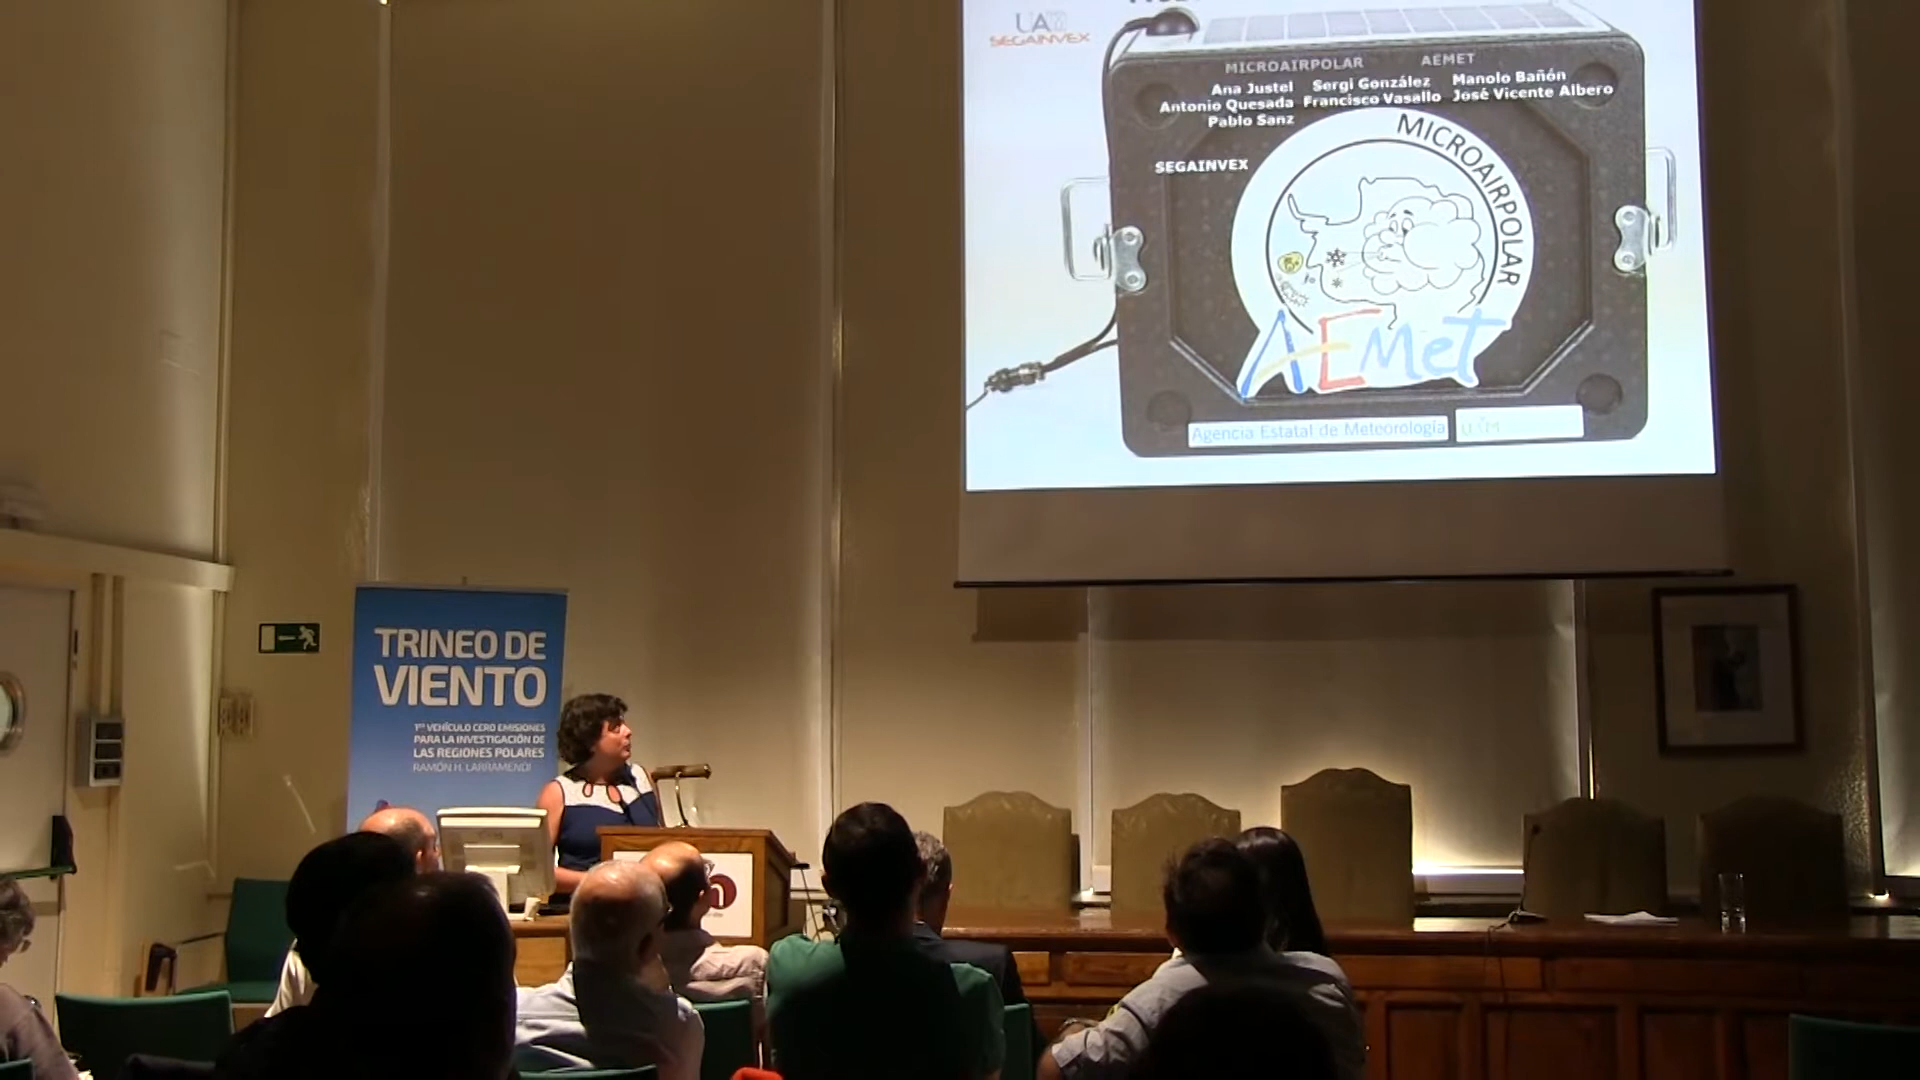 UAM
SEGAINVEX
MICROAIRPOLAR AEMET
Ana Justel Sergi González Manolo Bañón
Antonio Quesada Francisco Vasallo José Vicente Albero
Pablo Sanz
SEGAINVEX
MICROAIRPOLAR
AEMet
Agencia Estatal de Meteorología
TRINEO DE
VIENTO
1er VEHÍCULO CERO EMISIONES
PARA LA INVESTIGACIÓN DE
LAS REGIONES POLARES
RAMÓN H. LARRAMENDI